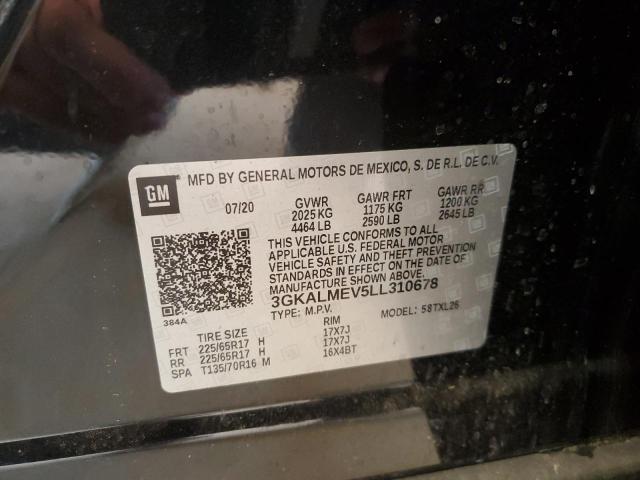 GM
MFD BY GENERAL MOTORS DE MEXICO, S. DE R.L. DE C.V.
07/20 GVWR GAWR FRT GAWR RR
2025 KG 1175 KG 1200 KG
4464 LB 2590 LB 2645 LB
THIS VEHICLE CONFORMS TO ALL
APPLICABLE U.S. FEDERAL MOTOR
VEHICLE SAFETY AND THEFT PREVENTION
STANDARDS IN EFFECT ON THE DATE OF
MANUFACTURE SHOWN ABOVE.
3GKALMEV5LL310678
384A
TYPE: M.P.V. MODEL: 58TXL26
TIRE SIZE RIM
FRT 225/65R17 H 17X7J
RR 225/65R17 H 17X7J
SPA T135/70R16 M 16X4BT